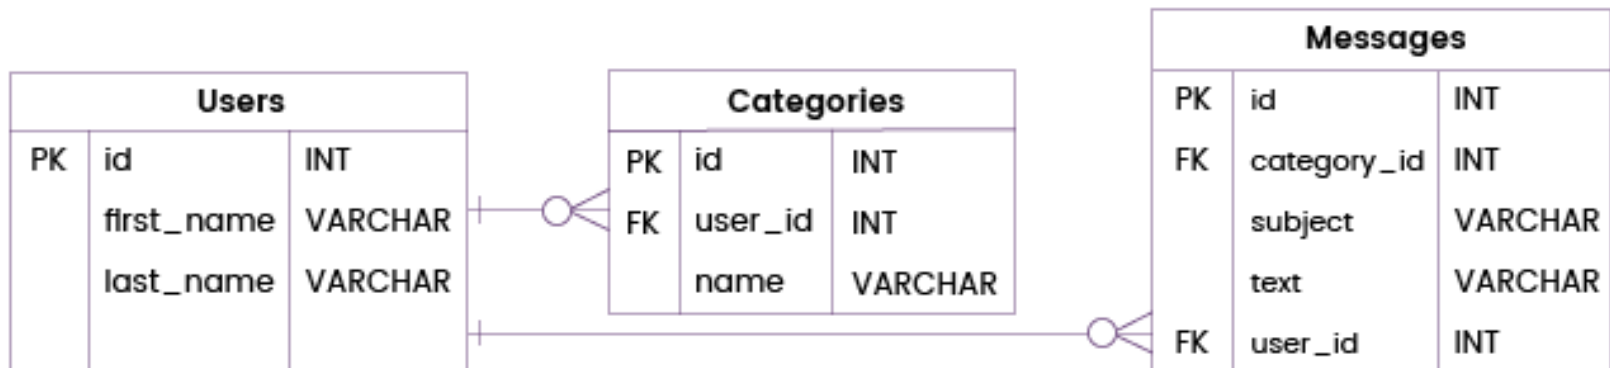 Users
PK id INT
first_name VARCHAR
last_name VARCHAR
Categories
PK id INT
FK user_id INT
name VARCHAR
Messages
PK id INT
FK category_id INT
subject VARCHAR
text VARCHAR
FK user_id INT